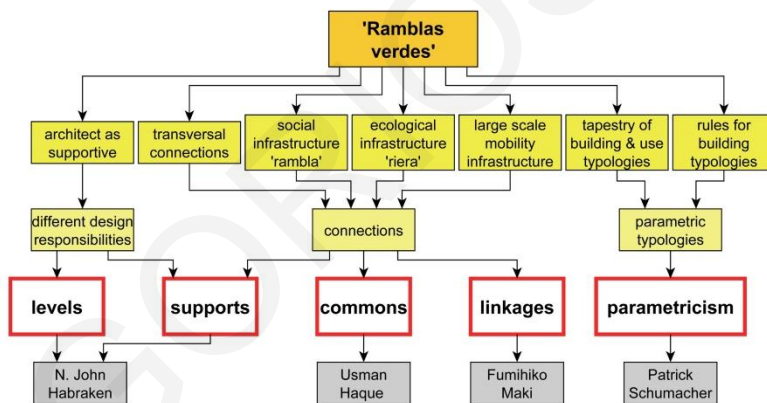 'Ramblas
verdes'
architect as
supportive
transversal
connections
social
infrastructure
'rambla'
ecological
infrastructure
'riera'
large scale
mobility
infrastructure
tapestry of
building & use
typologies
rules for
building
typologies
different design
responsibilities
connections
parametric
typologies
levels
supports
commons
linkages
parametricism
N. John
Habraken
Usman
Haque
Fumihiko
Maki
Patrick
Schumacher